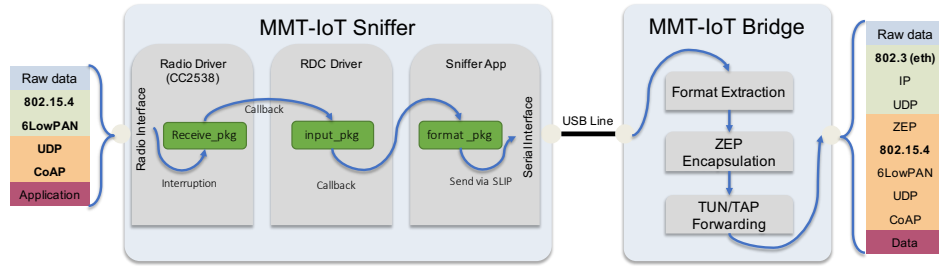 MMT-IoT Sniffer
MMT-IoT Bridge
Raw data
802.15.4
6LowPAN
UDP
CoAP
Application
Radio Interface
Radio Driver
(CC2538)
Receive_pkg
Interruption
Callback
RDC Driver
input_pkg
Callback
Sniffer App
format_pkg
Send via SLIP
Serial Interface
USB Line
Format Extraction
ZEP
Encapsulation
TUN/TAP
Forwarding
Raw data
802.3 (eth)
IP
UDP
ZEP
802.15.4
6LowPAN
UDP
CoAP
Data